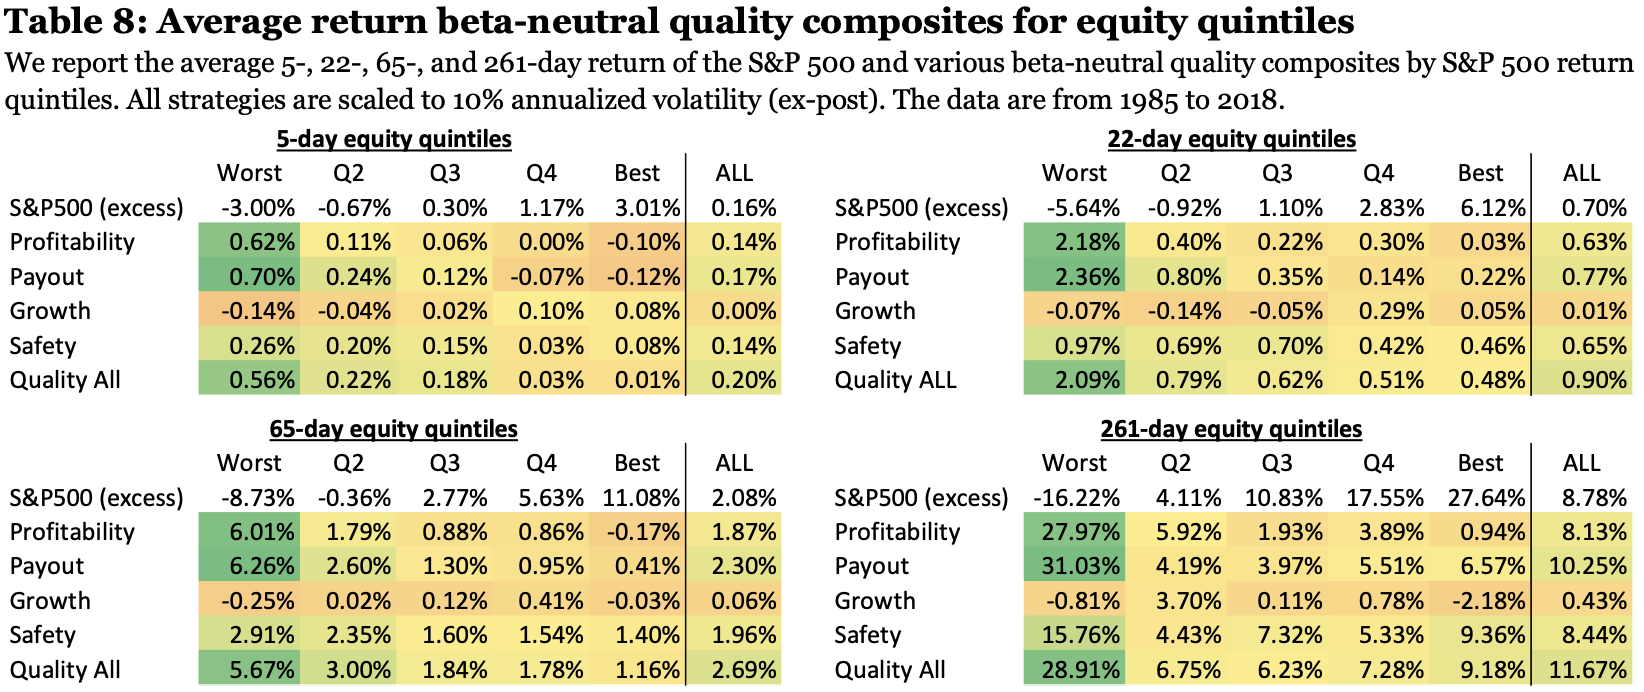 Table 8: Average return beta-neutral quality composites for equity quintiles
We report the average 5-, 22-, 65-, and 261-day return of the S&P 500 and various beta-neutral quality composites by S&P 500 return
quintiles. All strategies are scaled to 10% annualized volatility (ex-post). The data are from 1985 to 2018.
5-day equity quintiles
Worst Q2 Q3 Q4 Best ALL
S&P500 (excess) -3.00% -0.67% 0.30% 1.17% 3.01% 0.16%
Profitability 0.62% 0.11% 0.06% 0.00% -0.10% 0.14%
Payout 0.70% 0.24% 0.12% -0.07% -0.12% 0.17%
Growth -0.14% -0.04% 0.02% 0.10% 0.08% 0.00%
Safety 0.26% 0.20% 0.15% 0.03% 0.08% 0.14%
Quality All 0.56% 0.22% 0.18% 0.03% 0.01% 0.20%
22-day equity quintiles
Worst Q2 Q3 Q4 Best ALL
S&P500 (excess) -5.64% -0.92% 1.10% 2.83% 6.12% 0.70%
Profitability 2.18% 0.40% 0.22% 0.30% 0.03% 0.63%
Payout 2.36% 0.80% 0.35% 0.14% 0.22% 0.77%
Growth -0.07% -0.14% -0.05% 0.29% 0.05% 0.01%
Safety 0.97% 0.69% 0.70% 0.42% 0.46% 0.65%
Quality ALL 2.09% 0.79% 0.62% 0.51% 0.48% 0.90%
65-day equity quintiles
Worst Q2 Q3 Q4 Best ALL
S&P500 (excess) -8.73% -0.36% 2.77% 5.63% 11.08% 2.08%
Profitability 6.01% 1.79% 0.88% 0.86% -0.17% 1.87%
Payout 6.26% 2.60% 1.30% 0.95% 0.41% 2.30%
Growth -0.25% 0.02% 0.12% 0.41% -0.03% 0.06%
Safety 2.91% 2.35% 1.60% 1.54% 1.40% 1.96%
Quality All 5.67% 3.00% 1.84% 1.78% 1.16% 2.69%
261-day equity quintiles
Worst Q2 Q3 Q4 Best ALL
S&P500 (excess) -16.22% 4.11% 10.83% 17.55% 27.64% 8.78%
Profitability 27.97% 5.92% 1.93% 3.89% 0.94% 8.13%
Payout 31.03% 4.19% 3.97% 5.51% 6.57% 10.25%
Growth -0.81% 3.70% 0.11% 0.78% -2.18% 0.43%
Safety 15.76% 4.43% 7.32% 5.33% 9.36% 8.44%
Quality All 28.91% 6.75% 6.23% 7.28% 9.18% 11.67%